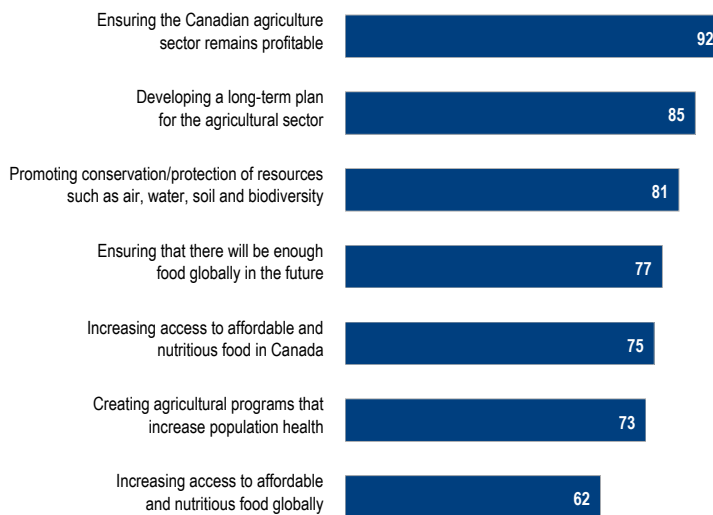 Ensuring the Canadian agriculture
sector remains profitable
92
Developing a long-term plan
for the agricultural sector
85
Promoting conservation/protection of resources
such as air, water, soil and biodiversity
81
Ensuring that there will be enough
food globally in the future
77
Increasing access to affordable and
nutritious food in Canada
75
Creating agricultural programs that
increase population health
73
Increasing access to affordable
and nutritious food globally
62